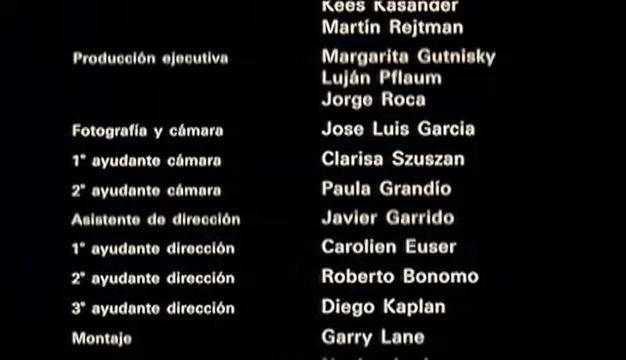 Kees Kasander
Martín Rejtman
Producción ejecutiva Margarita Gutnisky
Luján Pflaum
Jorge Roca
Fotografía y cámara Jose Luis Garcia
1° ayudante cámara Clarisa Szuszan
2° ayudante cámara Paula Grandío
Asistente de dirección Javier Garrido
1° ayudante dirección Carolien Euser
2° ayudante dirección Roberto Bonomo
3° ayudante dirección Diego Kaplan
Montaje Garry Lane